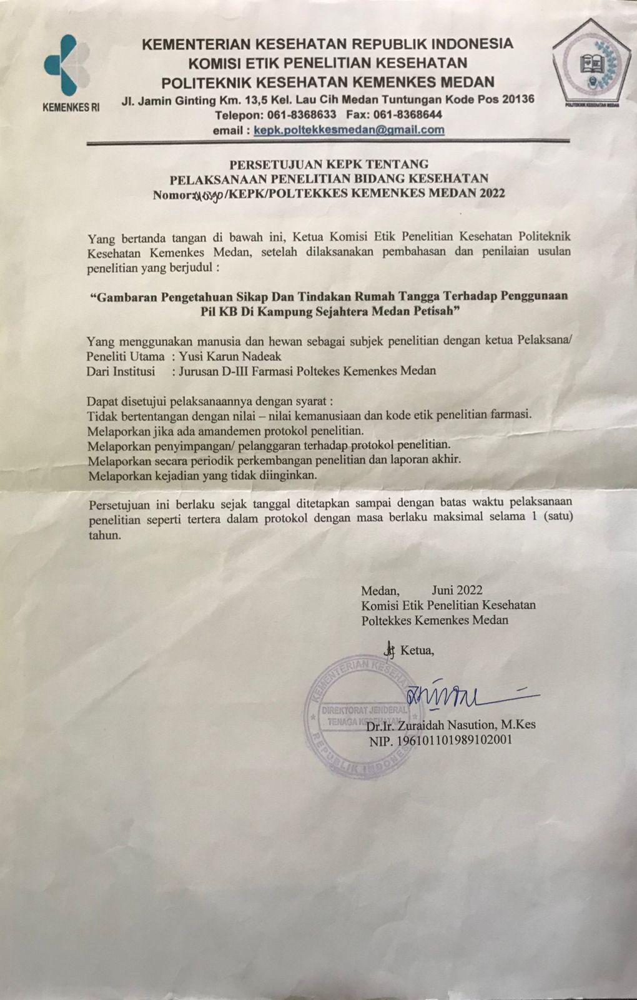 KEMENTERIAN KESEHATAN REPUBLIK INDONESIA
KOMISI ETIK PENELITIAN KESEHATAN
POLITEKNIK KESEHATAN KEMENKES MEDAN
Jl. Jamin Ginting Km. 13,5 Kel. Lau Cih Medan Tuntungan Kode Pos 20136
Telepon: 061-8368633 Fax: 061-8368644
email : kepk.poltekkesmedan@gmail.com
KEMENKES RI
POLITEKNIK KESEHATAN MEDAN
PERSETUJUAN KEPK TENTANG
PELAKSANAAN PENELITIAN BIDANG KESEHATAN
Nomor: /KEPK/POLTEKKES KEMENKES MEDAN 2022
Yang bertanda tangan di bawah ini, Ketua Komisi Etik Penelitian Kesehatan Politeknik
Kesehatan Kemenkes Medan, setelah dilaksanakan pembahasan dan penilaian usulan
penelitian yang berjudul :
“Gambaran Pengetahuan Sikap Dan Tindakan Rumah Tangga Terhadap Penggunaan
Pil KB Di Kampung Sejahtera Medan Petisah”
Yang menggunakan manusia dan hewan sebagai subjek penelitian dengan ketua Pelaksana/
Peneliti Utama : Yusi Karun Nadeak
Dari Institusi : Jurusan D-III Farmasi Poltekes Kemenkes Medan
Dapat disetujui pelaksanaannya dengan syarat :
Tidak bertentangan dengan nilai – nilai kemanusiaan dan kode etik penelitian farmasi.
Melaporkan jika ada amandemen protokol penelitian.
Melaporkan penyimpangan/ pelanggaran terhadap protokol penelitian.
Melaporkan secara periodik perkembangan penelitian dan laporan akhir.
Melaporkan kejadian yang tidak diinginkan.
Persetujuan ini berlaku sejak tanggal ditetapkan sampai dengan batas waktu pelaksanaan
penelitian seperti tertera dalam protokol dengan masa berlaku maksimal selama 1 (satu)
tahun.
Medan, Juni 2022
Komisi Etik Penelitian Kesehatan
Poltekkes Kemenkes Medan
Ketua,
KEMENTERIAN KESEHATAN
DIREKTORAT JENDERAL
TENAGA KESEHATAN
REPUBLIK INDONESIA
Dr.Ir. Zuraidah Nasution, M.Kes
NIP. 196101101989102001